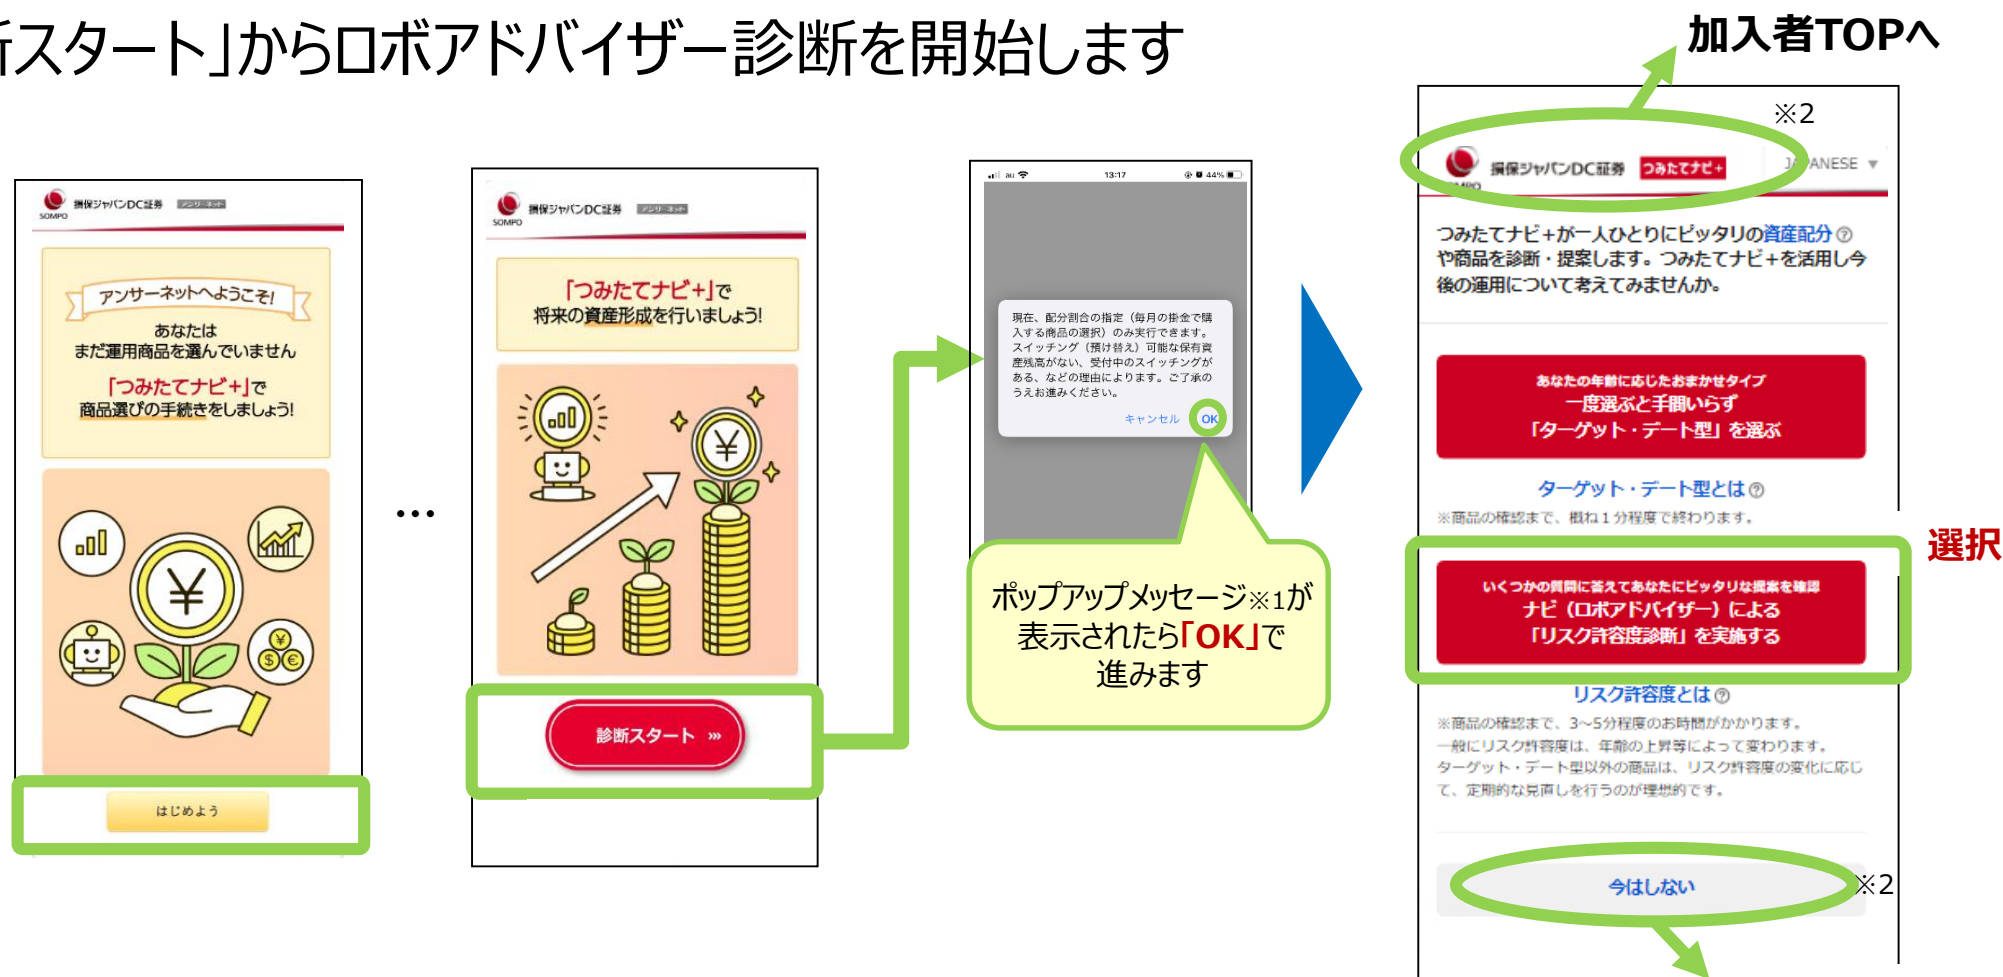 スタート」からロボアドバイザー診断を開始します
加入者TOPへ
SOMPO
損保ジャパンDC証券
アンサーネット
アンサーネットへようこそ!
あなたは
まだ運用商品を選んでいません
「つみたてナビ+」で
商品選びの手続きをしましょう!
はじめよう
…
SOMPO
損保ジャパンDC証券
アンサーネット
「つみたてナビ+」で
将来の資産形成を行いましょう!
診断スタート
au
13:17
44%
現在、配分割合の指定（毎月の掛金で購
入する商品の選択）のみ実行できます。
スイッチング（預け替え）可能な保有資
産残高がない、受付中のスイッチングが
ある、などの理由によります。ご了承の
うえお進みください。
キャンセル
OK
ポップアップメッセージ※1が
表示されたら「OK」で
進みます
※2
損保ジャパンDC証券
つみたてナビ+
JAPANESE ▼
つみたてナビ+が一人ひとりにピッタリの資産配分
や商品を診断・提案します。つみたてナビ+を活用し今
後の運用について考えてみませんか。
あなたの年齢に応じたおまかせタイプ
一度選ぶと手間いらず
「ターゲット・デート型」を選ぶ
ターゲット・デート型とは
※商品の確認まで、概ね1分程度で終わります。
選択
いくつかの質問に答えてあなたにピッタリな提案を確認
ナビ（ロボアドバイザー）による
「リスク許容度診断」を実施する
リスク許容度とは
※商品の確認まで、3～5分程度のお時間がかかります。
一般にリスク許容度は、年齢の上昇等によって変わります。
ターゲット・デート型以外の商品は、リスク許容度の変化に応じ
て、定期的な見直しを行うのが理想的です。
今はしない
※2